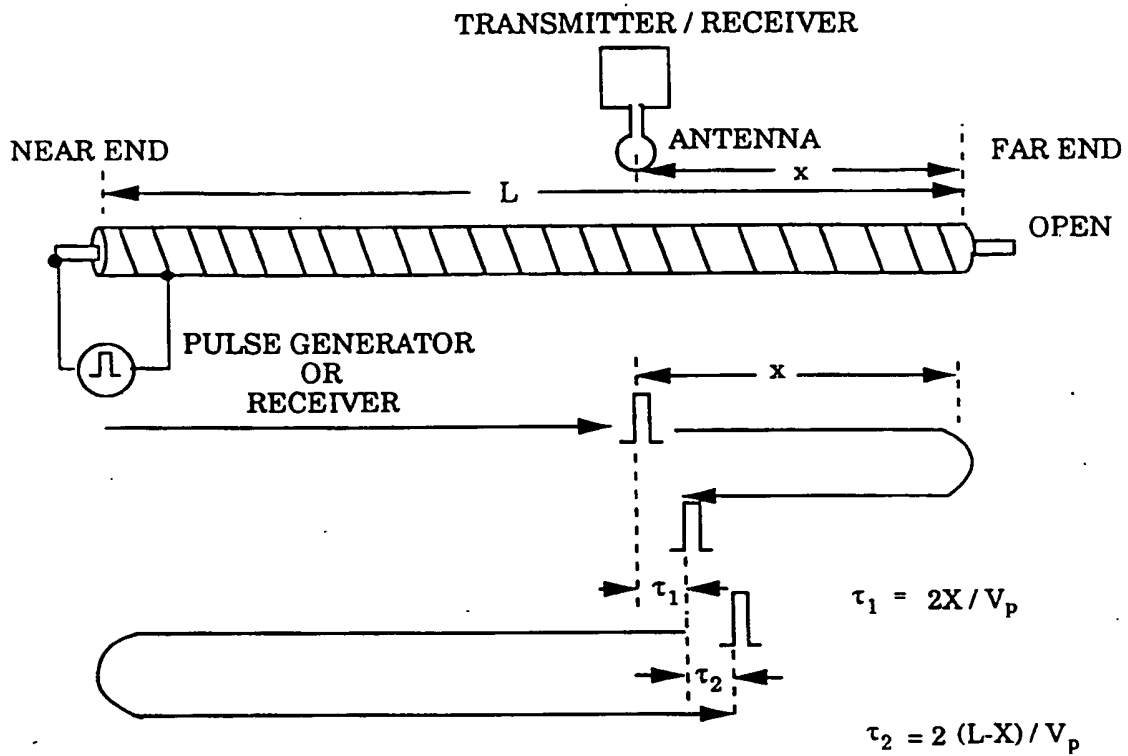 TRANSMITTER / RECEIVER
ANTENNA
NEAR END
FAR END
x
L
OPEN
PULSE GENERATOR
OR
RECEIVER
x
τ₁
τ₁ = 2X / Vₚ
τ₂
τ₂ = 2 (L-X) / Vₚ